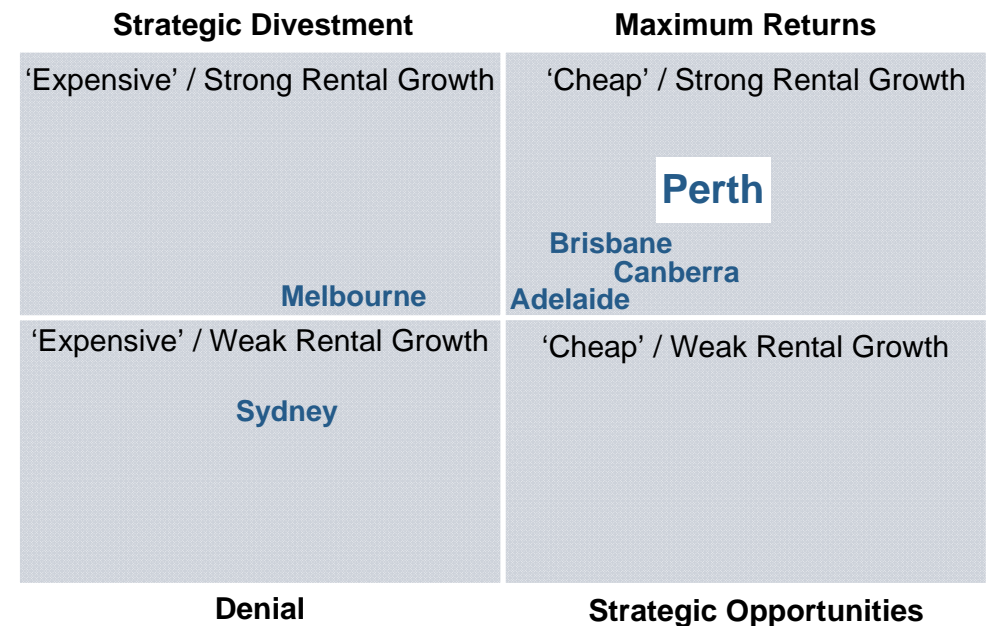 Strategic Divestment
Maximum Returns
‘Expensive’ / Strong Rental Growth
‘Cheap’ / Strong Rental Growth
Perth
Brisbane
Canberra
Melbourne
Adelaide
‘Expensive’ / Weak Rental Growth
‘Cheap’ / Weak Rental Growth
Sydney
Denial
Strategic Opportunities